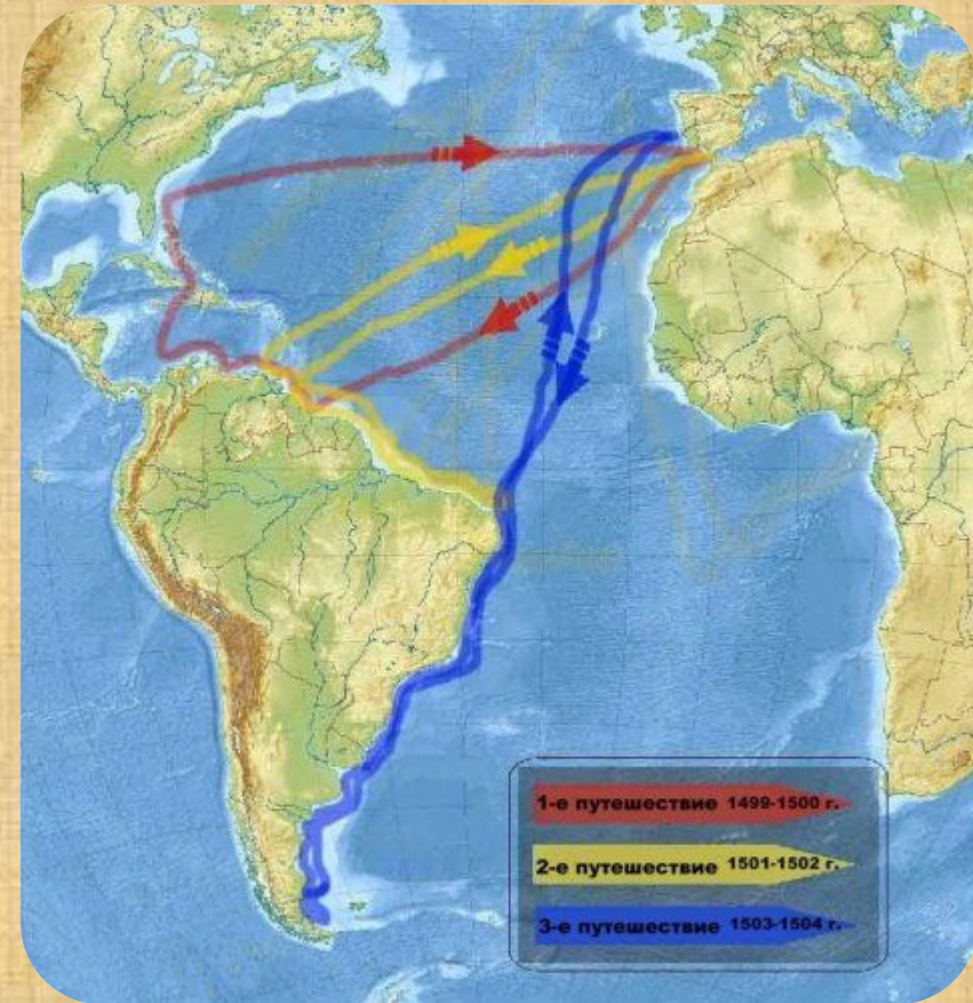 1-е путешествие 1499-1500 г.
2-е путешествие 1501-1502 г.
3-е путешествие 1503-1504 г.